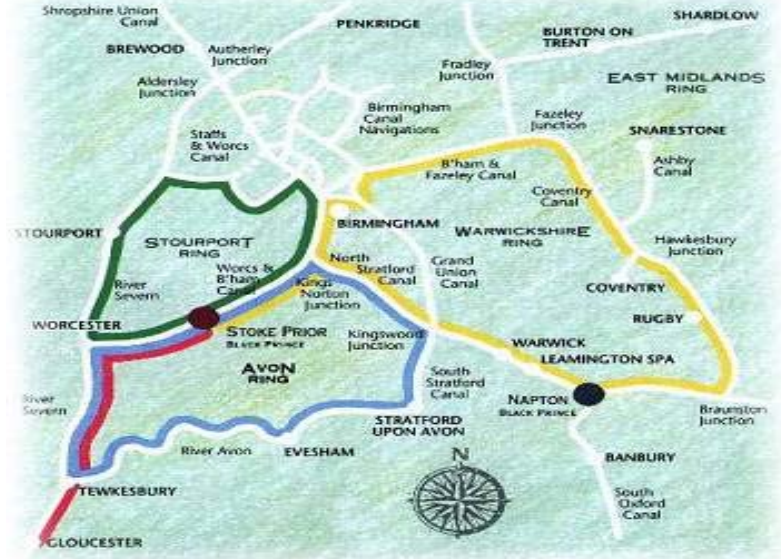 Shropshire Union
Canal
PENKRIDGE
SHARDLOW
BREWOOD
Autherley
Junction
BURTON ON
TRENT
Fradley
Junction
Aldersley
Junction
EAST MIDLANDS
RING
Birmingham
Canal
Navigations
Fazeley
Junction
SNARESTONE
Staffs
& Worcs
Canal
Ashby
Canal
B'ham &
Fazeley Canal
Coventry
Canal
STOURPORT
STOURPORT
RING
BIRMINGHAM
WARWICKSHIRE
RING
Hawkesbury
Junction
North
Stratford
Canal
Grand
Union
Canal
River
Severn
Worcs &
B'ham
Canal
Kings
Norton
Junction
COVENTRY
RUGBY
WORCESTER
STOKE PRIOR
BLACK PRINCE
Kingswood
Junction
WARWICK
LEAMINGTON SPA
AVON
RING
South
Stratford
Canal
NAPTON
BLACK PRINCE
River
Severn
STRATFORD
UPON AVON
Braunston
Junction
River Avon
EVESHAM
N
BANBURY
TEWKESBURY
South
Oxford
Canal
GLOUCESTER